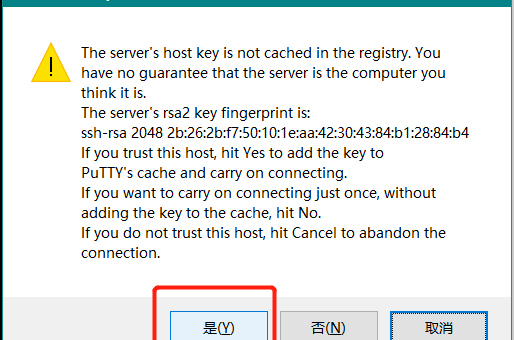 The server's host key is not cached in the registry. You
have no guarantee that the server is the computer you
think it is.
The server's rsa2 key fingerprint is:
ssh-rsa 2048 2b:26:2b:f7:50:10:1e:aa:42:30:43:84:b1:28:84:b4
If you trust this host, hit Yes to add the key to
PuTTY's cache and carry on connecting.
If you want to carry on connecting just once, without
adding the key to the cache, hit No.
If you do not trust this host, hit Cancel to abandon the
connection.
是(Y) 否(N) 取消